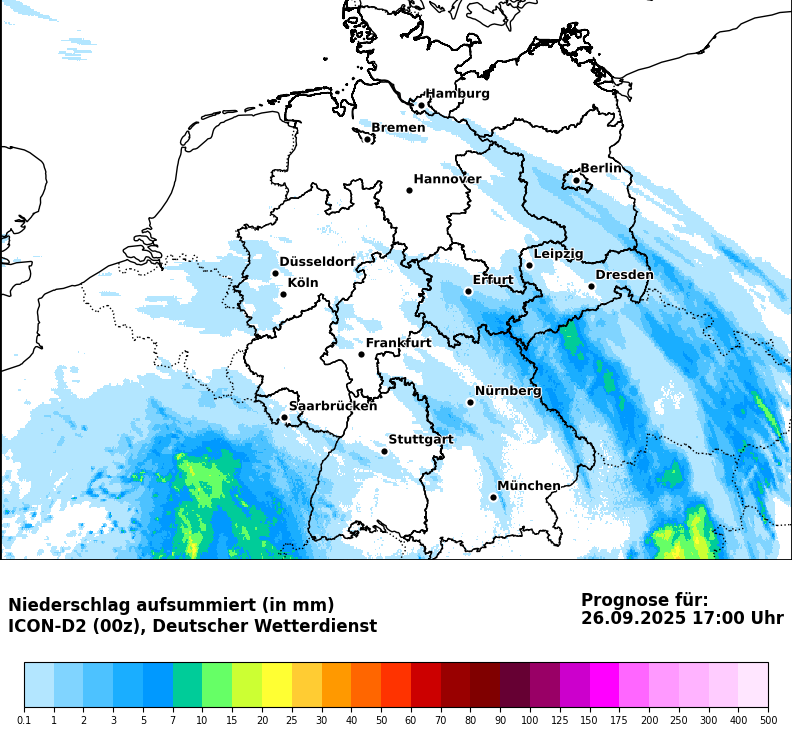 Hamburg
Bremen
Berlin
Hannover
Leipzig
Düsseldorf
Dresden
Erfurt
Köln
Frankfurt
Nürnberg
Saarbrücken
Stuttgart
München
Niederschlag aufsummiert (in mm)
ICON-D2 (00z), Deutscher Wetterdienst
Prognose für:
26.09.2025 17:00 Uhr
0.1 1 2 3 5 7 10 15 20 25 30 40 50 60 70 80 90 100 125 150 175 200 250 300 400 500